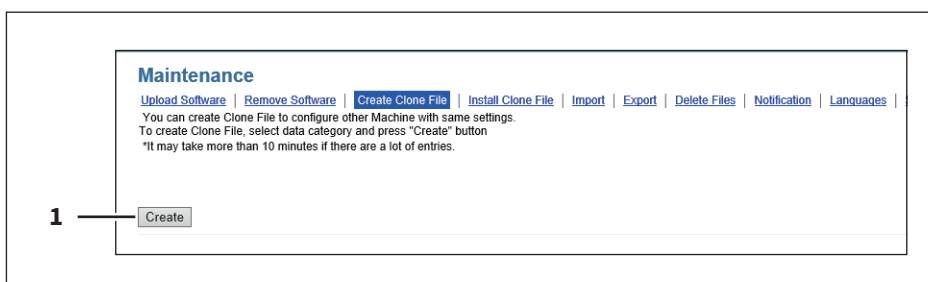 Maintenance
Upload Software | Remove Software | Create Clone File | Install Clone File | Import | Export | Delete Files | Notification | Languages |
You can create Clone File to configure other Machine with same settings.
To create Clone File, select data category and press "Create" button
*It may take more than 10 minutes if there are a lot of entries.
1
Create